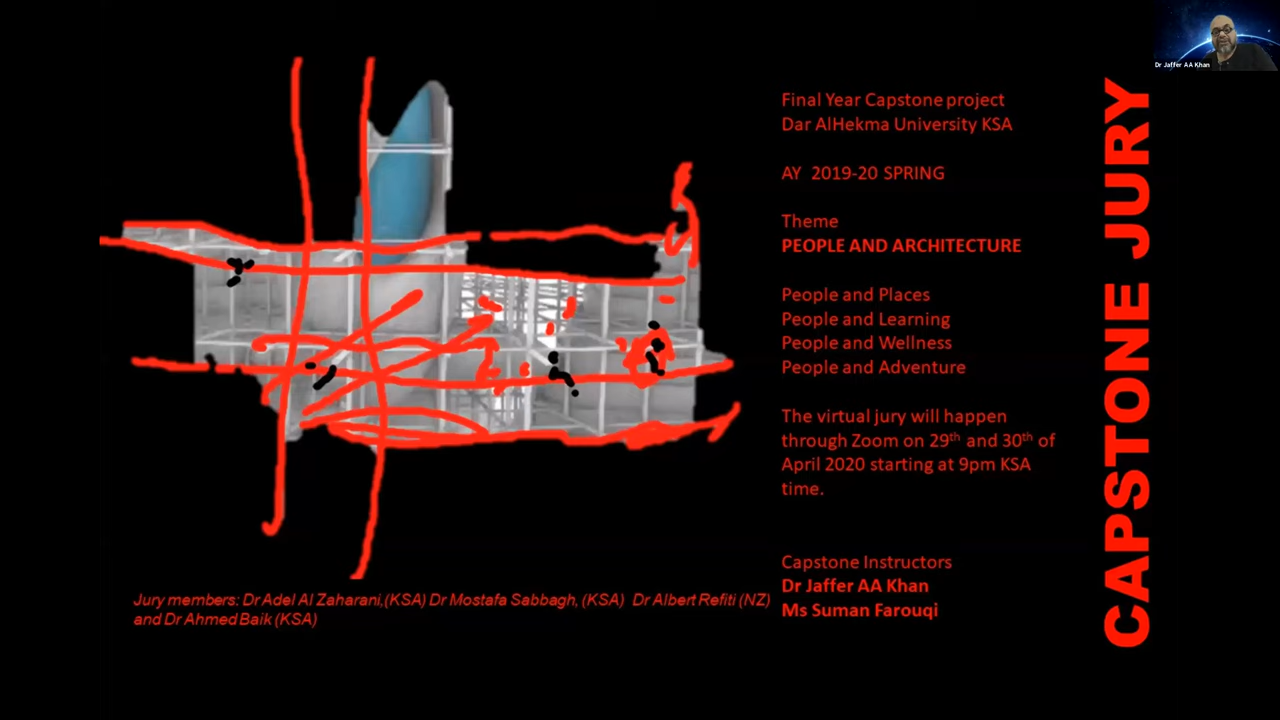 Dr Jaffer AA Khan
Final Year Capstone project
Dar AlHekma University KSA
AY 2019-20 SPRING
Theme
PEOPLE AND ARCHITECTURE
People and Places
People and Learning
People and Wellness
People and Adventure
The virtual jury will happen
through Zoom on 29th and 30th of
April 2020 starting at 9pm KSA
time.
Capstone Instructors
Dr Jaffer AA Khan
Ms Suman Farouqi
CAPSTONE JURY
Jury members: Dr Adel Al Zaharani,(KSA) Dr Mostafa Sabbagh, (KSA) Dr Albert Refiti (NZ)
and Dr Ahmed Baik (KSA)